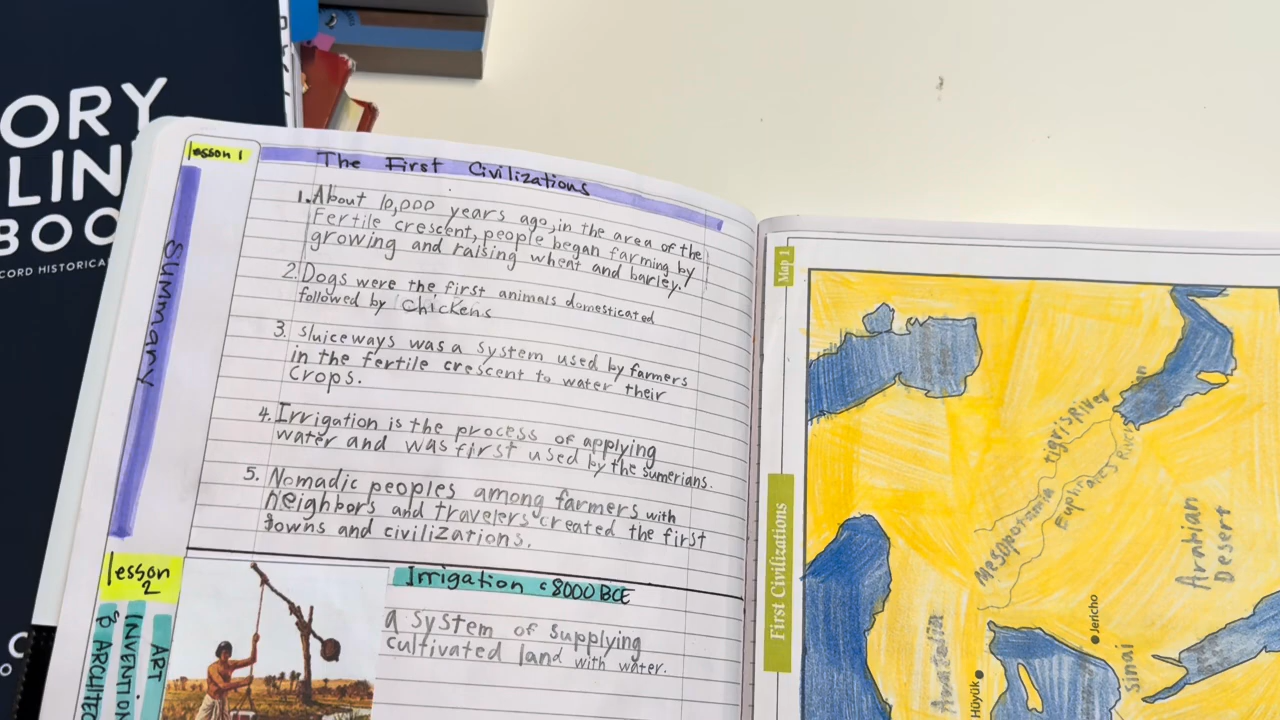 ORY
LIN
BOO
CORD HISTORICA
lesson 1
The First Civilizations
Summary
1. About 10,000 years ago, in the area of the
Fertile crescent, people began farming by
growing and raising wheat and barley.
2. Dogs were the first animals domesticated
followed by Chickens
3. Sluiceways was a system used by farmers
in the fertile crescent to water their
Crops.
4. Irrigation is the process of applying
water and was first used by the sumerians.
5. Nomadic peoples among farmers with
neighbors and travelers created the first
towns and civilizations.
lesson
2
ART
INVENTION
& ARCHITEC
Irrigation c 8000 BCE
a system of supplying
cultivated land with water.
Map 1
First Civilizations
tigris River
Mesopotamia
Euphrates River
Arabian
Desert
Jericho
Sinai
Anatolia
Hüyük